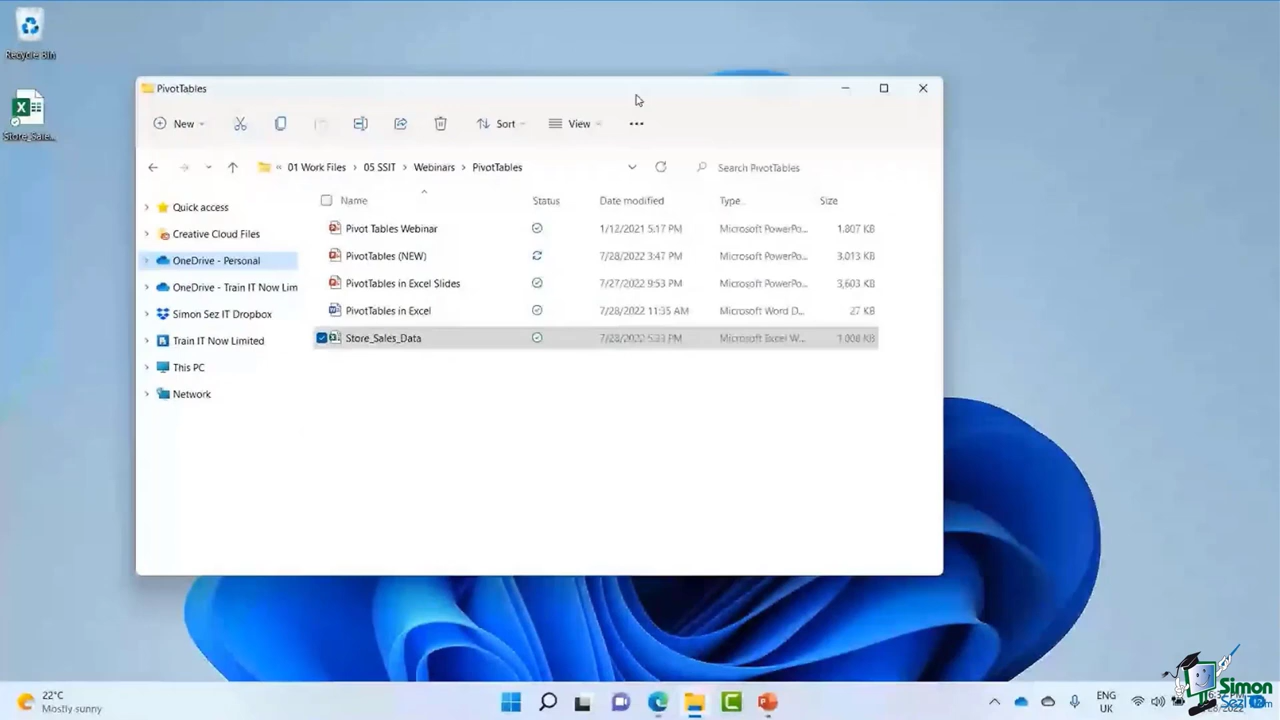 Recycle Bin
Store_Sale...
PivotTables
New
Sort
View
01 Work Files > 05 SSIT > Webinars > PivotTables
Search PivotTables
Name Status Date modified Type Size
Quick access
Creative Cloud Files
OneDrive - Personal
OneDrive - Train IT Now Lim
Simon Sez IT Dropbox
Train IT Now Limited
This PC
Network
Pivot Tables Webinar 1/12/2021 5:17 PM Microsoft PowerPo... 1,807 KB
PivotTables (NEW) 7/28/2022 3:47 PM Microsoft PowerPo... 3,013 KB
PivotTables in Excel Slides 7/27/2022 9:53 PM Microsoft PowerPo... 3,603 KB
PivotTables in Excel 7/28/2022 11:35 AM Microsoft Word D... 27 KB
Store_Sales_Data 7/28/2022 5:33 PM Microsoft Excel W... 1,008 KB
22°C
Mostly sunny
ENG
UK
Simon
Sez